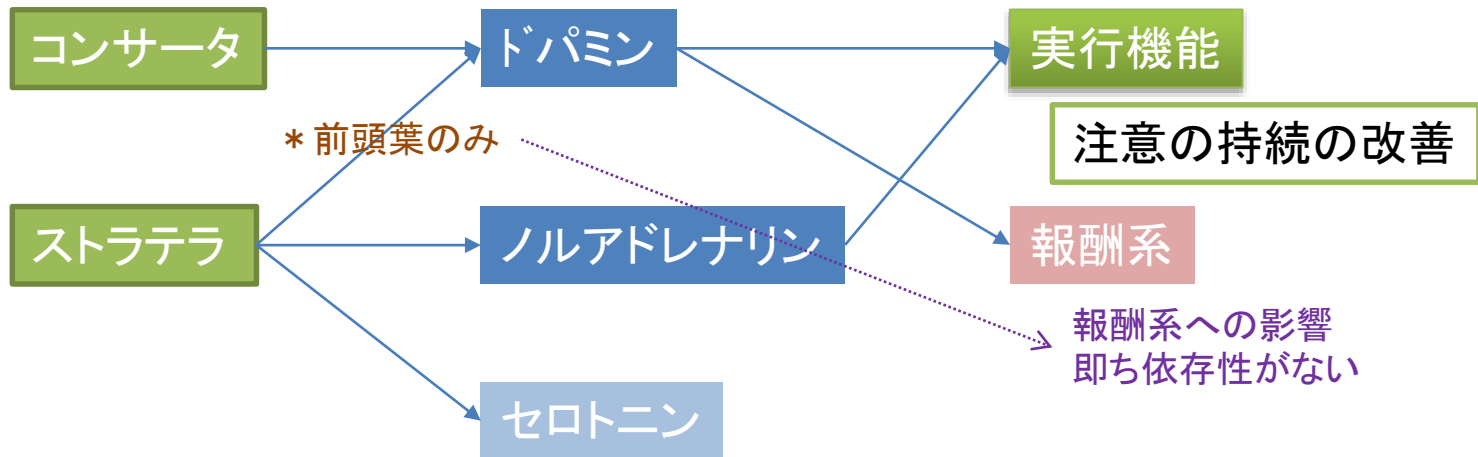 コンサータ
ドパミン
実行機能
*前頭葉のみ
注意の持続の改善
ストラテラ
ノルアドレナリン
報酬系
報酬系への影響
即ち依存性がない
セロトニン